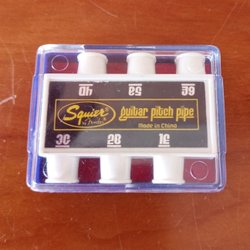 4D 5A 6E
Squier®
by Fender
guitar pitch pipe
Made in China
3G 2B 1E